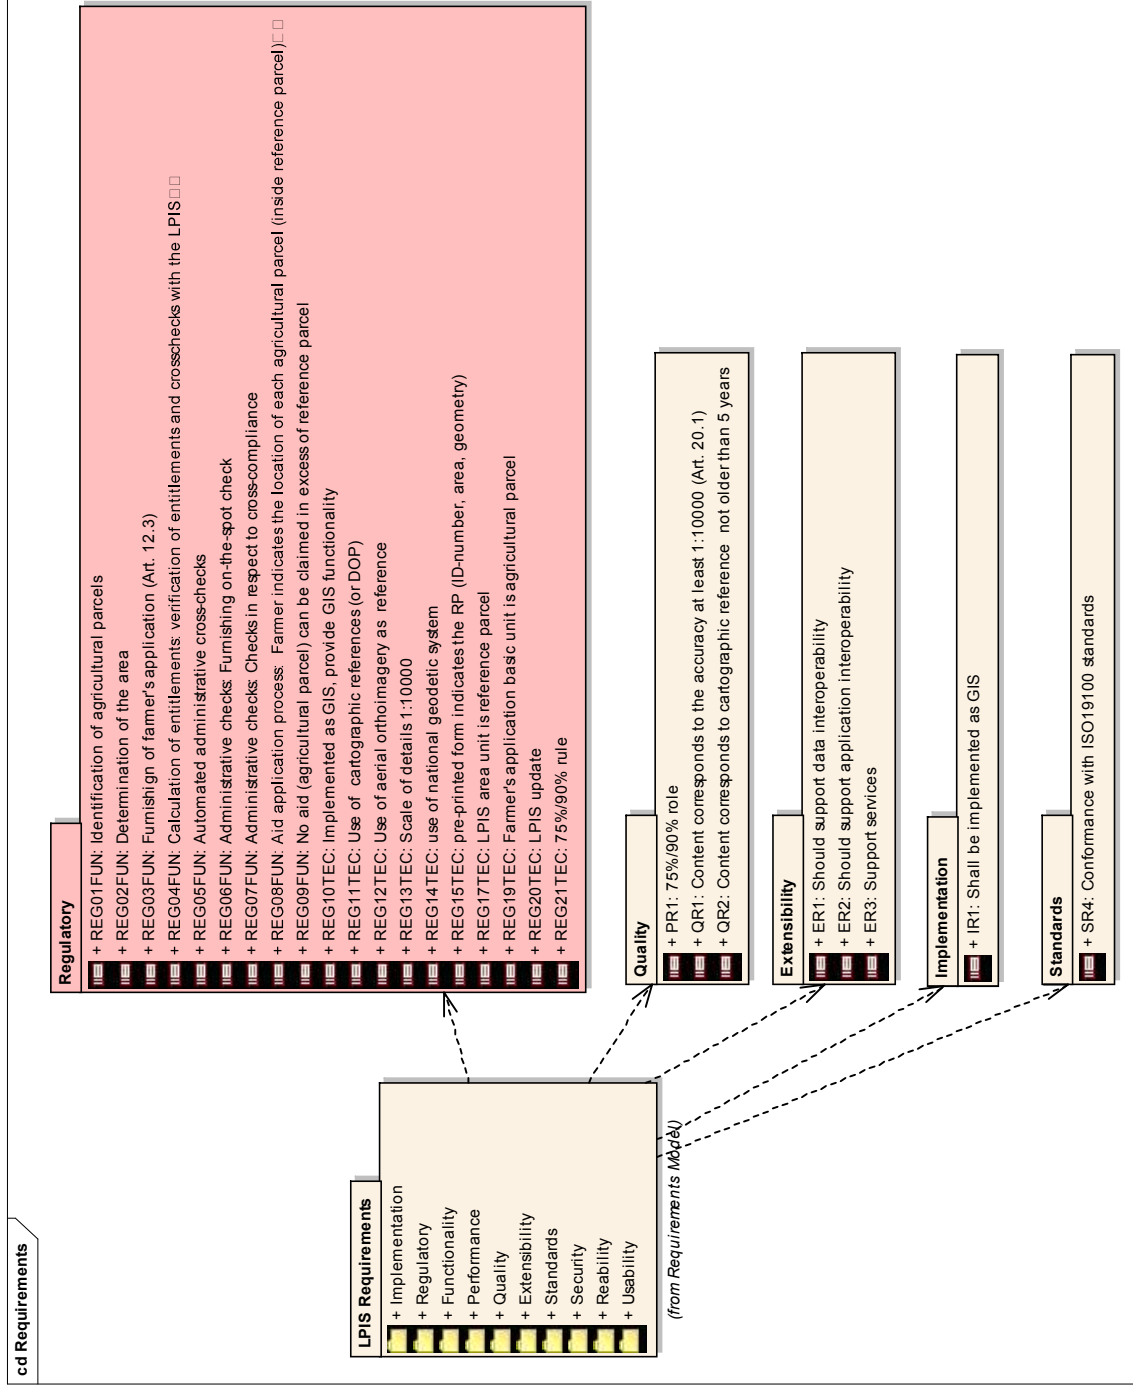 cd Requirements
LPIS Requirements
+ Implementation
+ Regulatory
+ Functionality
+ Performance
+ Quality
+ Extensibility
+ Standards
+ Security
+ Reability
+ Usability
(from Requirements Model)
Regulatory
+ REG01FUN: Identification of agricultural parcels
+ REG02FUN: Determination of the area
+ REG03FUN: Furnishign of farmer's application (Art. 12.3)
+ REG04FUN: Calculation of entitlements: verification of entitlements and crosschecks with the LPIS□□
+ REG05FUN: Automated administrative cross-checks
+ REG06FUN: Administrative checks: Furnishing on-the-spot check
+ REG07FUN: Administrative checks: Checks in respect to cross-compliance
+ REG08FUN: Aid application process: Farmer indicates the location of each agricultural parcel (inside reference parcel)□□
+ REG09FUN: No aid (agricultural parcel) can be claimed in excess of reference parcel
+ REG10TEC: Implemented as GIS, provide GIS functionality
+ REG11TEC: Use of cartographic references (or DOP)
+ REG12TEC: Use of aerial orthoimagery as reference
+ REG13TEC: Scale of details 1:10000
+ REG14TEC: use of national geodetic system
+ REG15TEC: pre-printed form indicates the RP (ID-number, area, geometry)
+ REG17TEC: LPIS area unit is reference parcel
+ REG19TEC: Farmer's application basic unit is agricultural parcel
+ REG20TEC: LPIS update
+ REG21TEC: 75%/90% rule
Quality
+ PR1: 75%/90% role
+ QR1: Content corresponds to the accuracy at least 1:10000 (Art. 20.1)
+ QR2: Content corresponds to cartographic reference not older than 5 years
Extensibility
+ ER1: Should support data interoperability
+ ER2: Should support application interoperability
+ ER3: Support services
Implementation
+ IR1: Shall be implemented as GIS
Standards
+ SR4: Conformance with ISO19100 standards